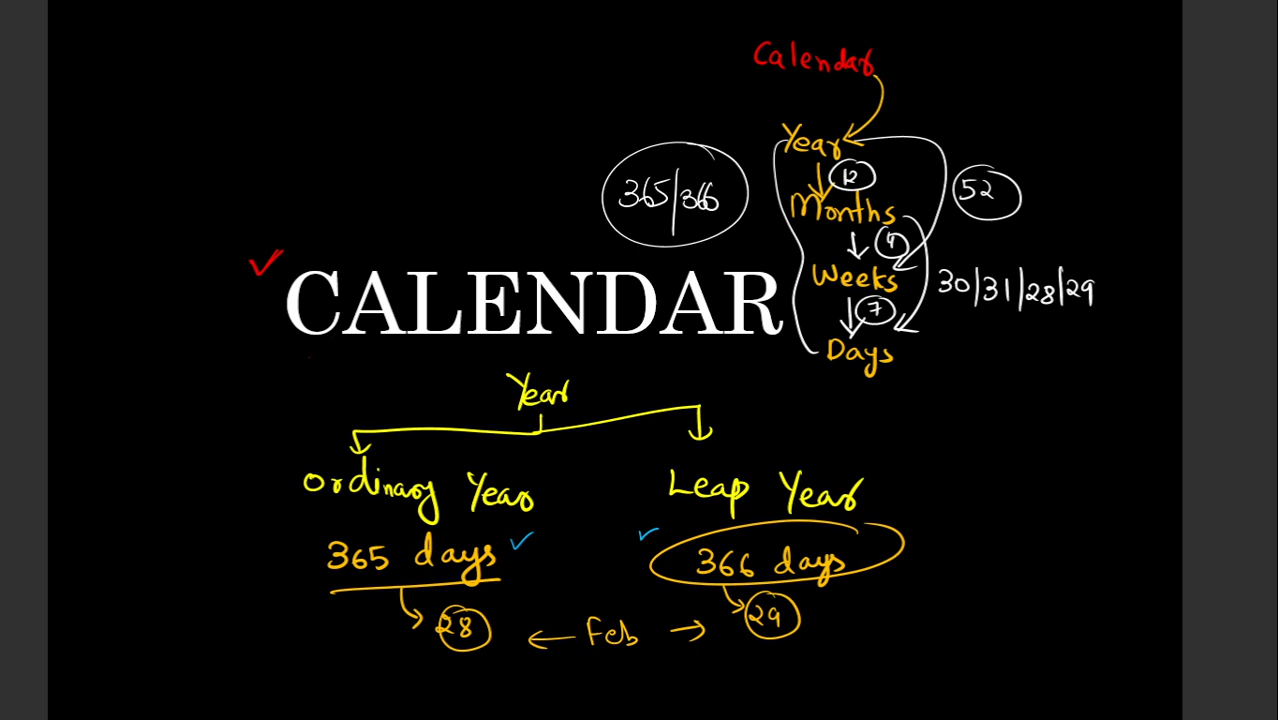 Calendar
Year
12
365/366
52
Months
4
Weeks
30/31/28/29
CALENDAR
7
Days
Year
Ordinary Year
Leap Year
365 days
366 days
28
Feb
29